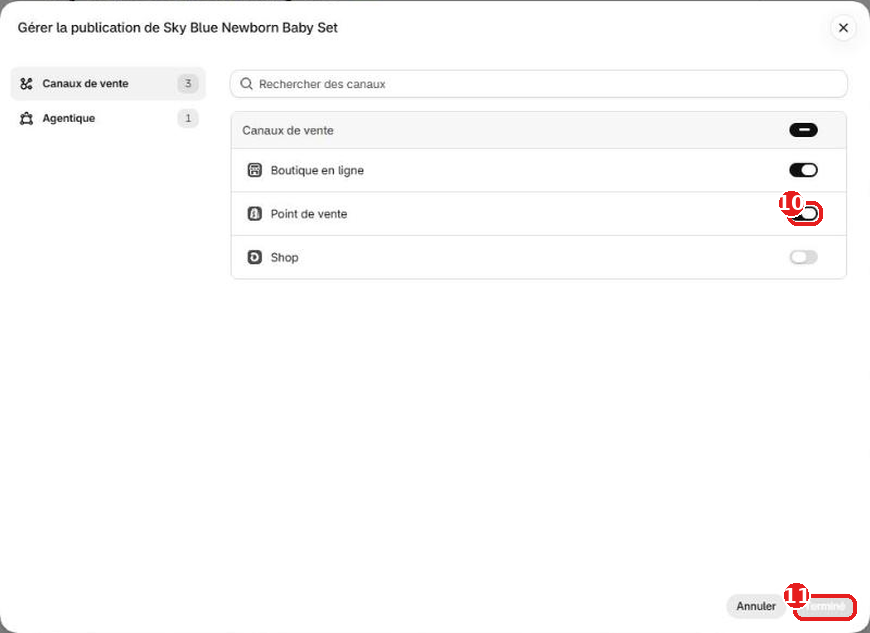 Gérer la publication de Sky Blue Newborn Baby Set
Canaux de vente 3
Agentique 1
Rechercher des canaux
Canaux de vente
Boutique en ligne
10
Point de vente
Shop
Annuler
11 Terminé